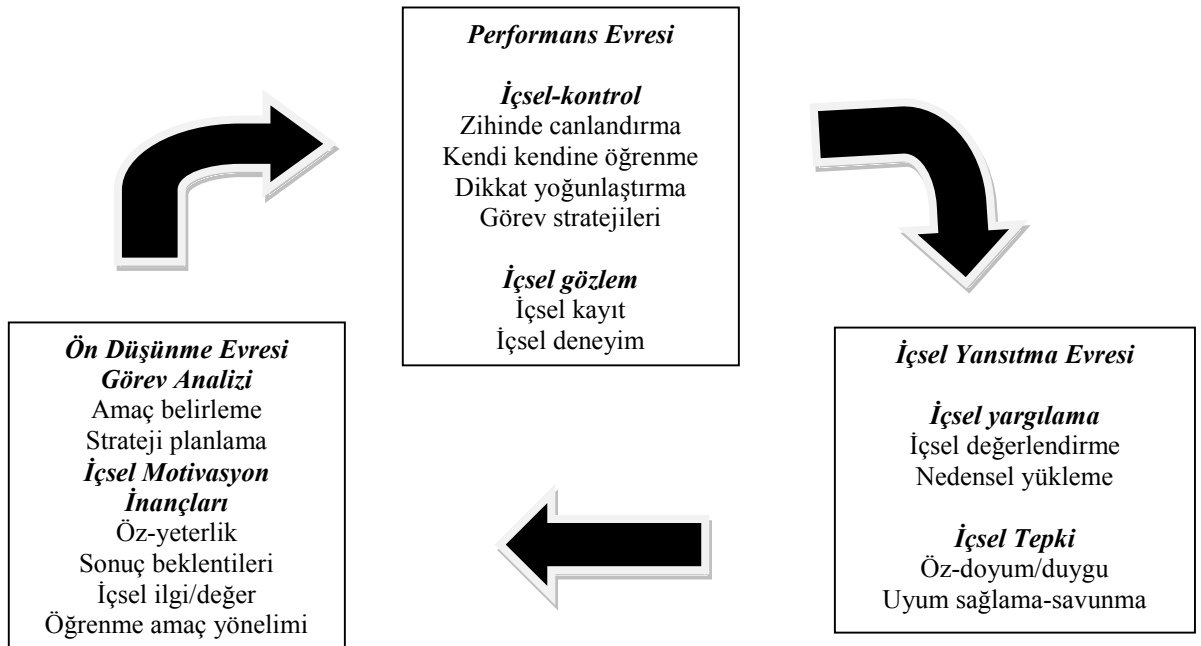 Performans Evresi
İçsel-kontrol
Zihinde canlandırma
Kendi kendine öğrenme
Dikkat yoğunlaştırma
Görev stratejileri
İçsel gözlem
İçsel kayıt
İçsel deneyim
Ön Düşünme Evresi
Görev Analizi
Amaç belirleme
Strateji planlama
İçsel Motivasyon
İnançları
Öz-yeterlik
Sonuç beklentileri
İçsel ilgi/değer
Öğrenme amaç yönelimi
İçsel Yansıtma Evresi
İçsel yargılama
İçsel değerlendirme
Nedensel yükleme
İçsel Tepki
Öz-doyum/duygu
Uyum sağlama-savunma